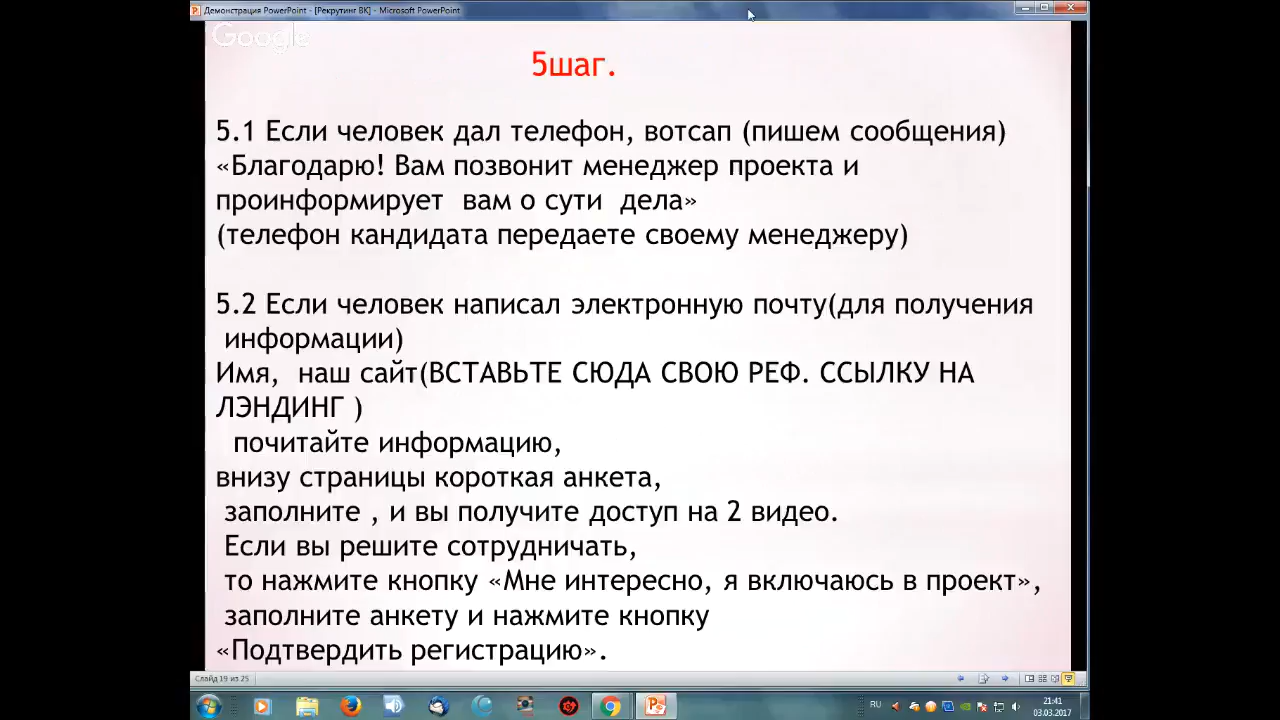 Демонстрация PowerPoint - [Рекрутинг ВК] - Microsoft PowerPoint
Google
5шаг.
5.1 Если человек дал телефон, вотсап (пишем сообщения)
«Благодарю! Вам позвонит менеджер проекта и
проинформирует вам о сути дела»
(телефон кандидата передаете своему менеджеру)
5.2 Если человек написал электронную почту(для получения
информации)
Имя, наш сайт(ВСТАВЬТЕ СЮДА СВОЮ РЕФ. ССЫЛКУ НА
ЛЭНДИНГ )
почитайте информацию,
внизу страницы короткая анкета,
заполните , и вы получите доступ на 2 видео.
Если вы решите сотрудничать,
то нажмите кнопку «Мне интересно, я включаюсь в проект»,
заполните анкету и нажмите кнопку
«Подтвердить регистрацию».
Слайд 19 из 25
RU
21:41
03.03.2017